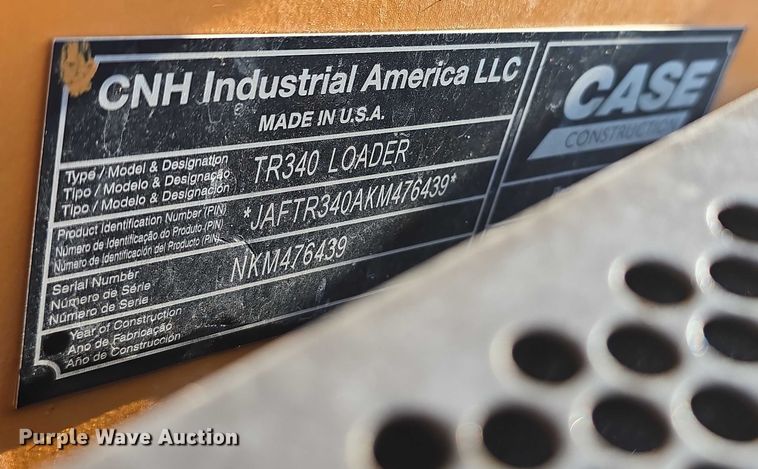 CNH Industrial America LLC
MADE IN U.S.A.
CASE
CONSTRUCTION
Type / Model & Designation
Tipo / Modelo & Designação
Tipo / Modelo & Designación
TR340 LOADER
Product Identification Number (PIN)
Número de Identificação do Produto (PIN)
Número de Identificación del Producto (PIN)
*JAFTR340AKM476439*
Serial Number
Número de Série
Número de Serie
NKM476439
Year of Construction
Ano de Fabricação
Año de Construcción
Purple Wave Auction